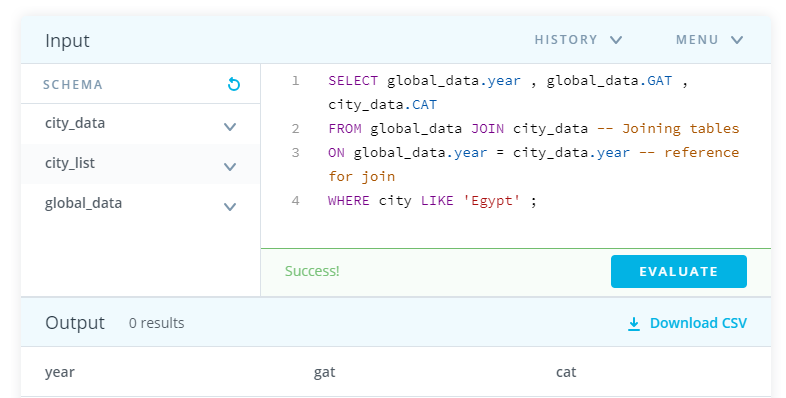 Input
HISTORY
MENU
SCHEMA
city_data
city_list
global_data
1 SELECT global_data.year , global_data.GAT ,
city_data.CAT
2 FROM global_data JOIN city_data -- Joining tables
3 ON global_data.year = city_data.year -- reference
for join
4 WHERE city LIKE 'Egypt' ;
Success!
EVALUATE
Output 0 results
Download CSV
year gat cat